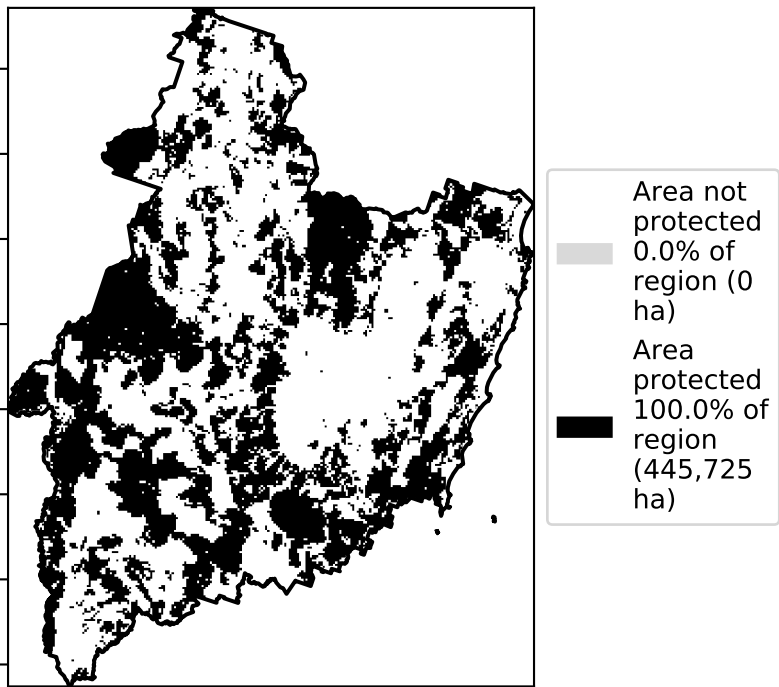 Area not
protected
0.0% of
region (0
ha)
Area
protected
100.0% of
region
(445,725
ha)